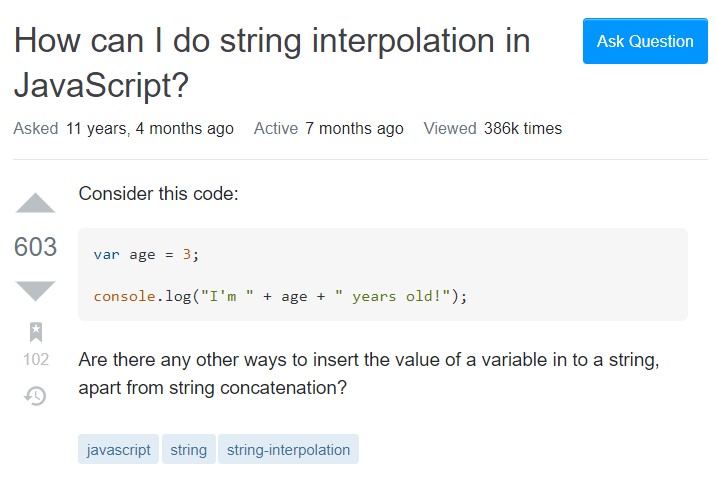 How can I do string interpolation in
JavaScript?
Ask Question
Asked 11 years, 4 months ago Active 7 months ago Viewed 386k times
Consider this code:
603
var age = 3;
console.log("I'm " + age + " years old!");
102
Are there any other ways to insert the value of a variable in to a string,
apart from string concatenation?
javascript string string-interpolation